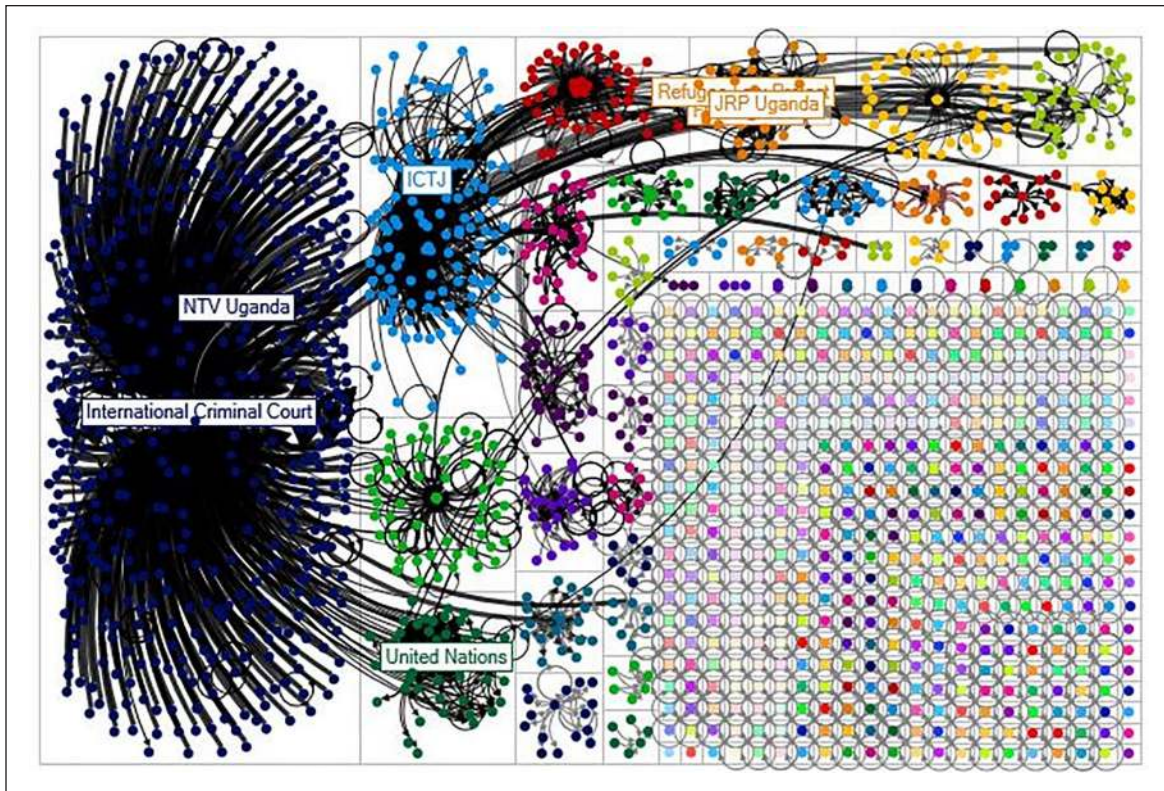 Refugee
JRP Uganda
ICTJ
NTV Uganda
International Criminal Court
United Nations